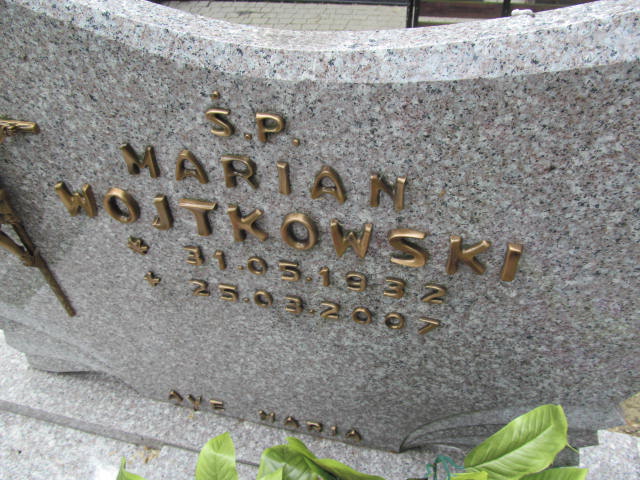 Ś.P.
MARIAN
WOJTKOWSKI
* 31.05.1932
+ 25.03.2007
AVE MARIA